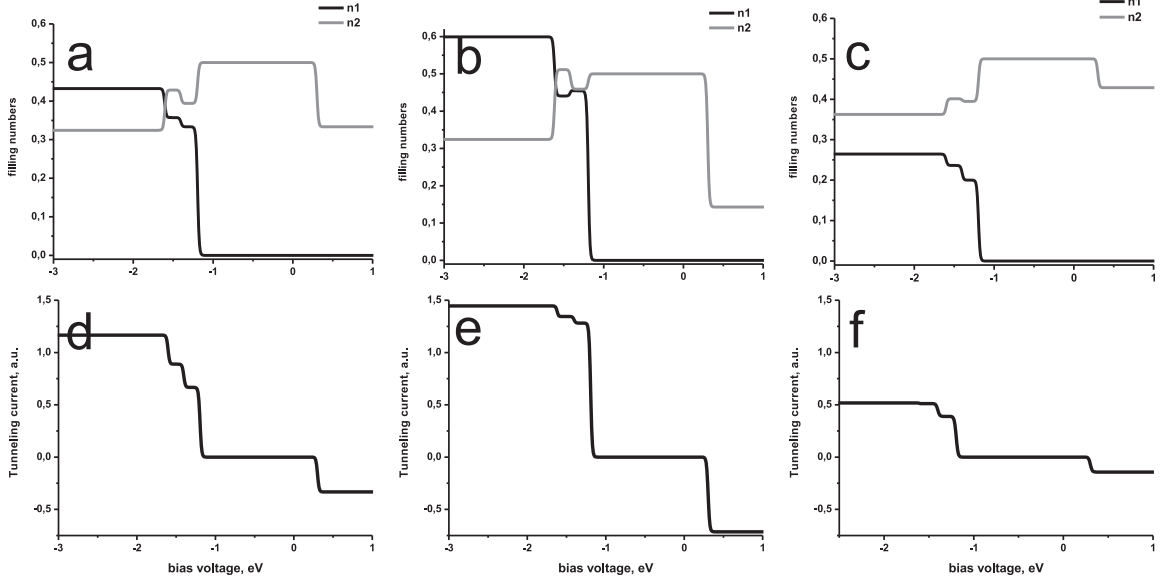 n1
n2
0,6
0,5
0,4
0,3
0,2
0,1
0,0
filling numbers
a
-3 -2 -1 0 1
n1
n2
0,6
0,5
0,4
0,3
0,2
0,1
0,0
filling numbers
b
-3 -2 -1 0 1
n1
n2
0,6
0,5
0,4
0,3
0,2
0,1
0,0
filling numbers
c
-3 -2 -1 0 1
1,5
1,0
0,5
0,0
-0,5
Tunneling current, a.u.
d
-3 -2 -1 0 1
bias voltage, eV
1,5
1,0
0,5
0,0
-0,5
Tunneling current, a.u.
e
-3 -2 -1 0 1
bias voltage, eV
1,5
1,0
0,5
0,0
-0,5
Tunneling current, a.u.
f
-2 -1 0 1
bias voltage, eV